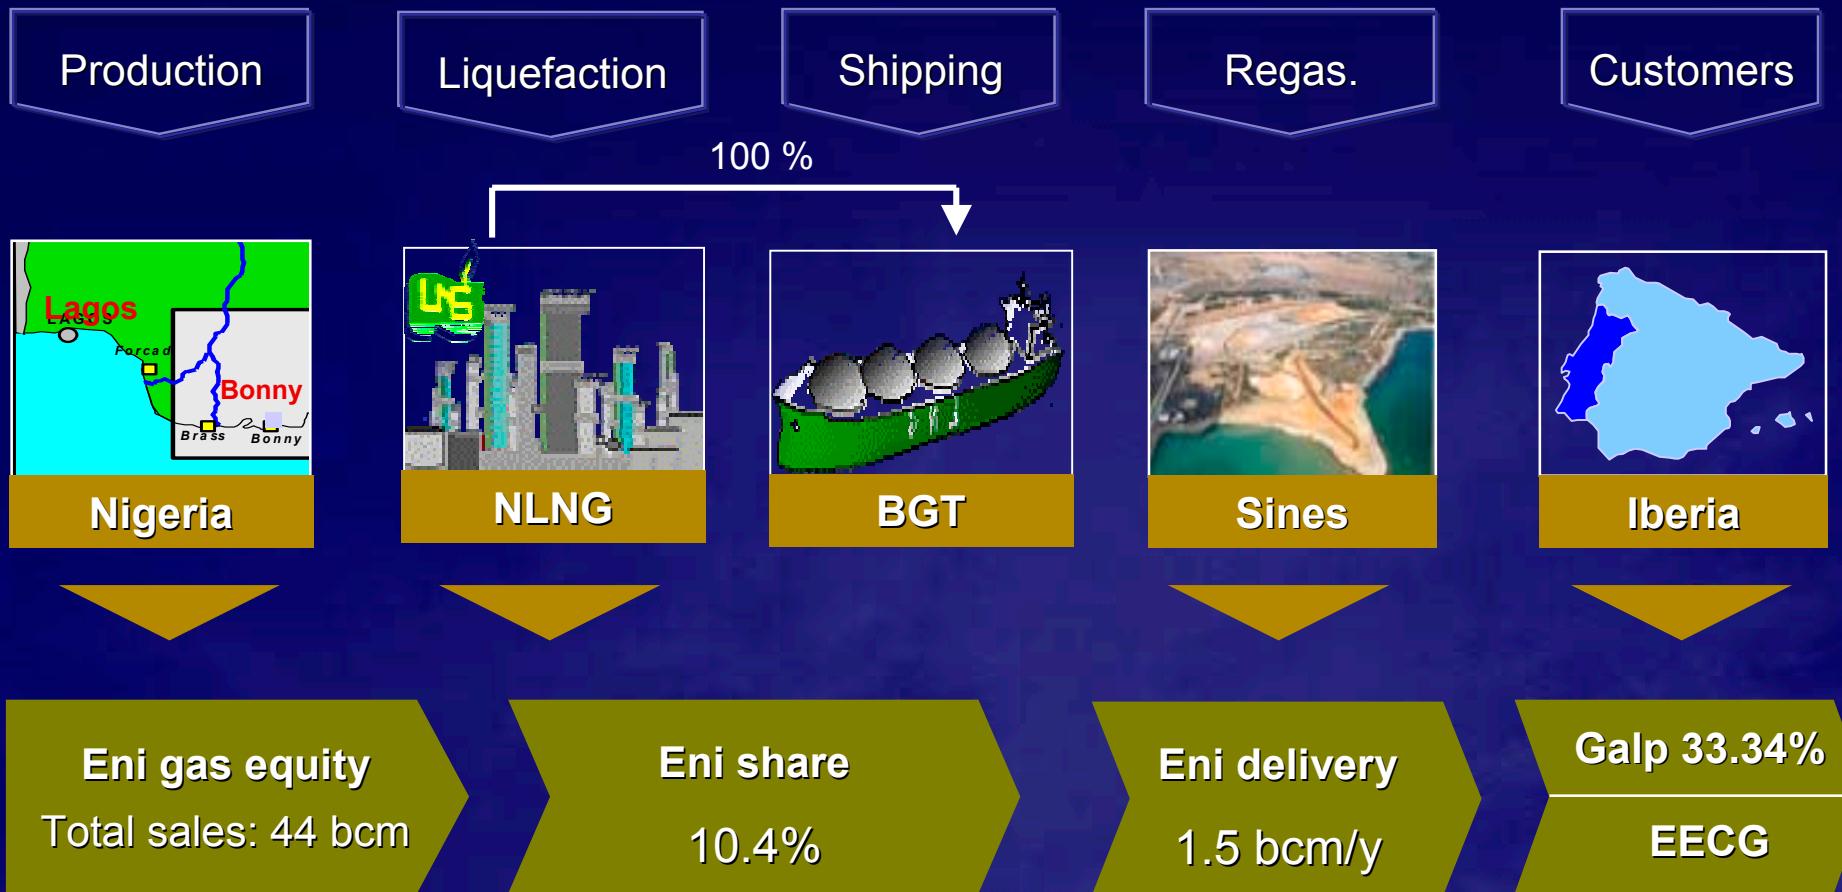 Production
Liquefaction
Shipping
Regas.
Customers
100 %
Lagos
LAGOS
Forcad
Bonny
Brass
Bonny
LNG
Nigeria
NLNG
BGT
Sines
Iberia
Eni gas equity
Total sales: 44 bcm
Eni share
10.4%
Eni delivery
1.5 bcm/y
Galp 33.34%
EECG